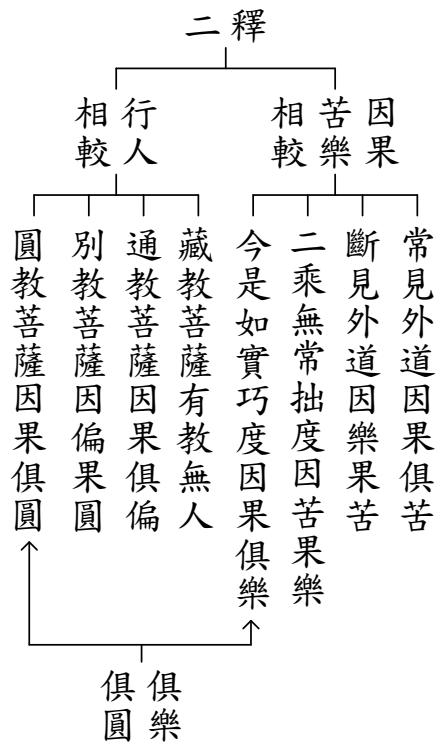 二釋
因果
苦樂
相較
行人
相較
常見外道因果俱苦
斷見外道因樂果苦
二乘無常拙度因苦果樂
今是如實巧度因果俱樂
藏教菩薩有教無人
通教菩薩因果俱偏
別教菩薩因偏果圓
圓教菩薩因果俱圓
俱樂
俱圓